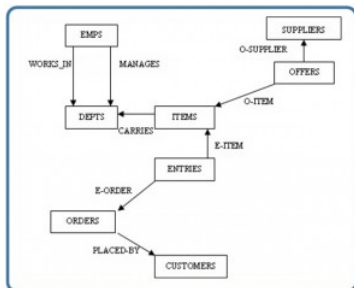 SUPPLIERS
EMPS
O-SUPPLIER
WORKS_IN
MANAGES
OFFERS
O-ITEM
DEPTS
ITEMS
CARRIES
E-ITEM
ENTRIES
E-ORDER
ORDERS
PLACED-BY
CUSTOMERS